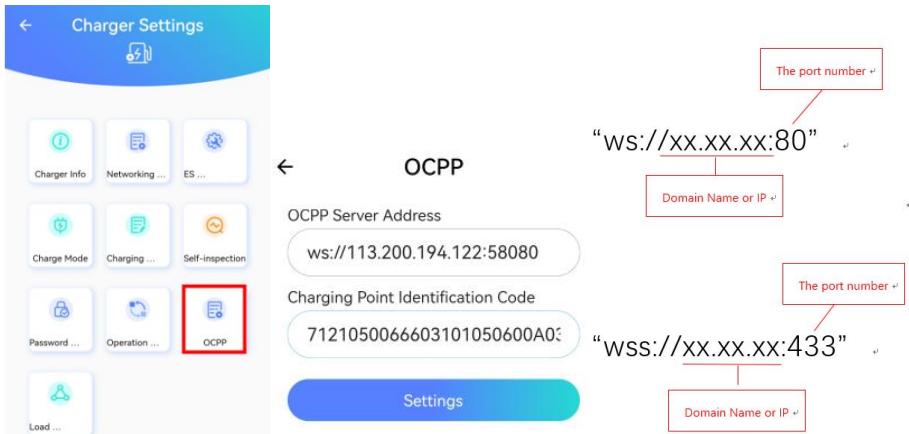 Charger Settings
Charger Info
Networking ...
ES ...
Charge Mode
Charging ...
Self-inspection
Password ...
Operation ...
OCPP
Load ...
OCPP
OCPP Server Address
ws://113.200.194.122:58080
Charging Point Identification Code
7121050066603101050600A03
Settings
The port number
“ws://xx.xx.xx:80”
Domain Name or IP
The port number
“wss://xx.xx.xx:433”
Domain Name or IP